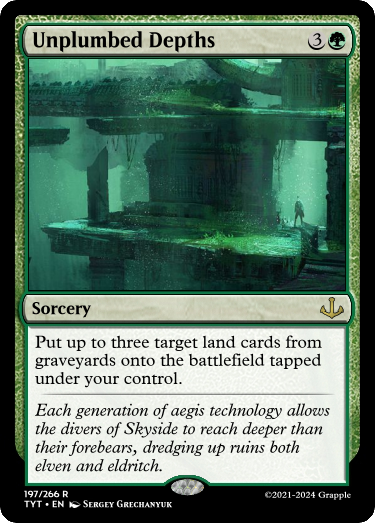 Unplumbed Depths 3
Sorcery
Put up to three target land cards from
graveyards onto the battlefield tapped
under your control.
Each generation of aegis technology allows
the divers of Skyside to reach deeper than
their forebears, dredging up ruins both
elven and eldritch.
197/266 R
TYT • EN SERGEY GRECHANYUK
©2021-2024 Grapple